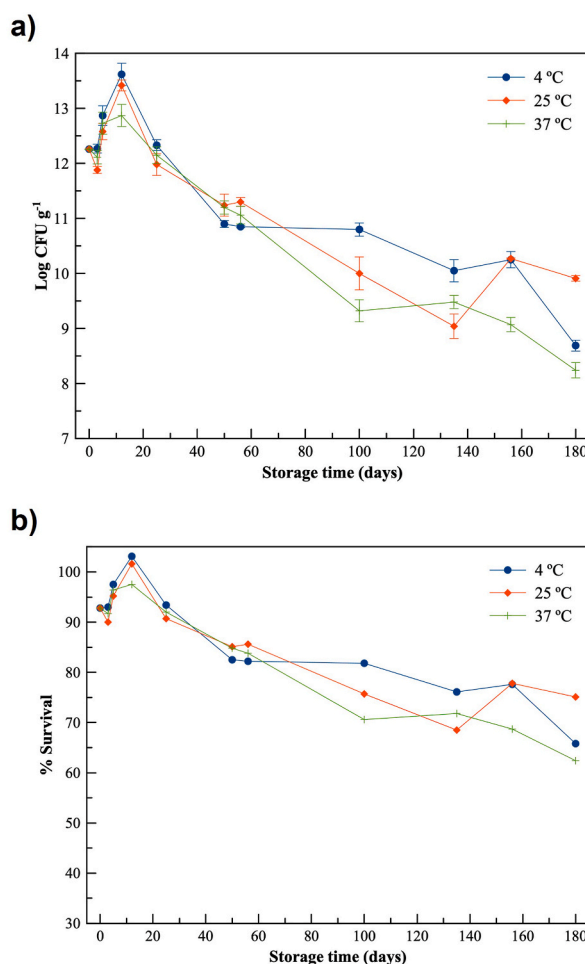 a)
14
13
12
11
10
9
8
7
Log CFU g⁻¹
4 ºC
25 ºC
37 ºC
0 20 40 60 80 100 120 140 160 180
Storage time (days)
b)
100
90
80
70
60
50
40
30
% Survival
4 ºC
25 ºC
37 ºC
0 20 40 60 80 100 120 140 160 180
Storage time (days)